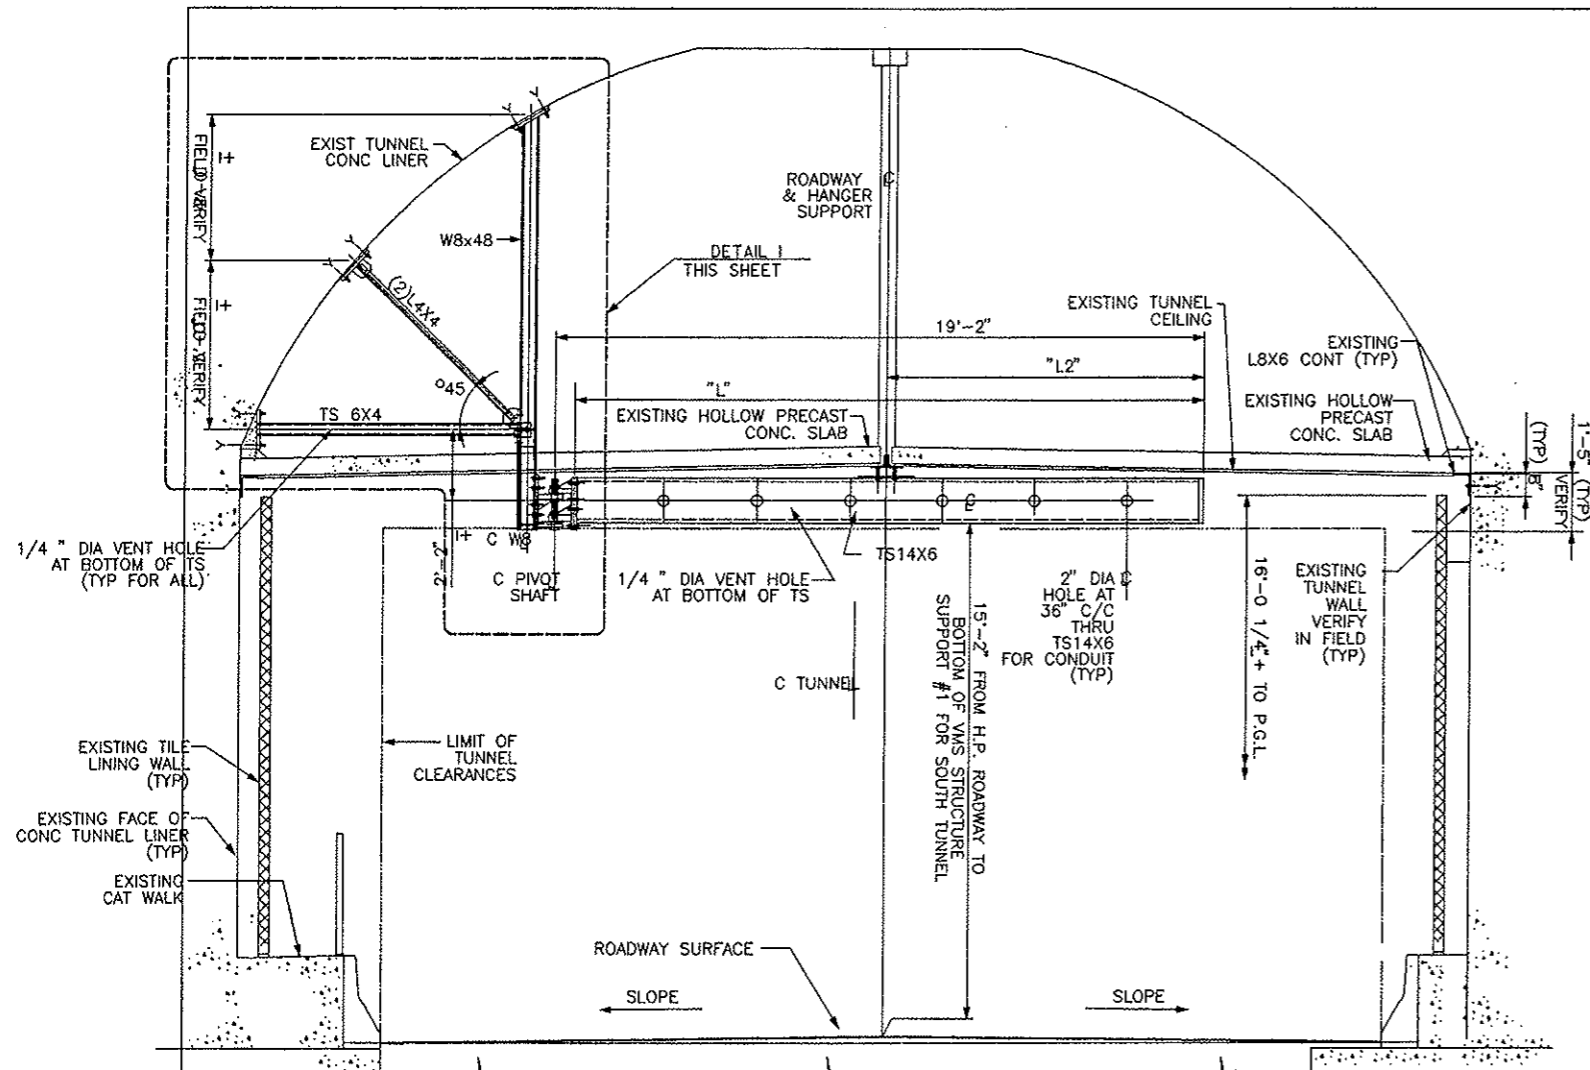 EXIST TUNNEL
CONC LINER
ROADWAY
& HANGER
SUPPORT
℄
W8x48
DETAIL 1
THIS SHEET
(2)L4X4
Y
Y
Y
Y
Y
±
±
FIELD
VERIFY
°45
TS 6X4
19'-2"
"L2"
"L"
EXISTING TUNNEL
CEILING
EXISTING
L8X6 CONT (TYP)
EXISTING HOLLOW PRECAST
CONC. SLAB
EXISTING HOLLOW
PRECAST
CONC. SLAB
(TYP)
8"
1'-5" (TYP)
VERIFY
1/4 " DIA VENT HOLE
AT BOTTOM OF TS
(TYP FOR ALL)
2'-2"
±
C W8
C PIVOT
SHAFT
1/4 " DIA VENT HOLE
AT BOTTOM OF TS
TS14X6
℄
2" DIA
HOLE AT
36" C/C
THRU
TS14X6
FOR CONDUIT
(TYP)
15'-2" FROM H.P. ROADWAY TO
BOTTOM OF VMS STRUCTURE
SUPPORT #1 FOR SOUTH TUNNEL
16'-0 1/4"± TO P.G.L.
EXISTING
TUNNEL
WALL
VERIFY
IN FIELD
(TYP)
C TUNNEL
LIMIT OF
TUNNEL
CLEARANCES
EXISTING TILE
LINING WALL
(TYP)
EXISTING FACE OF
CONC TUNNEL LINER
(TYP)
EXISTING
CAT WALK
ROADWAY SURFACE
SLOPE
SLOPE